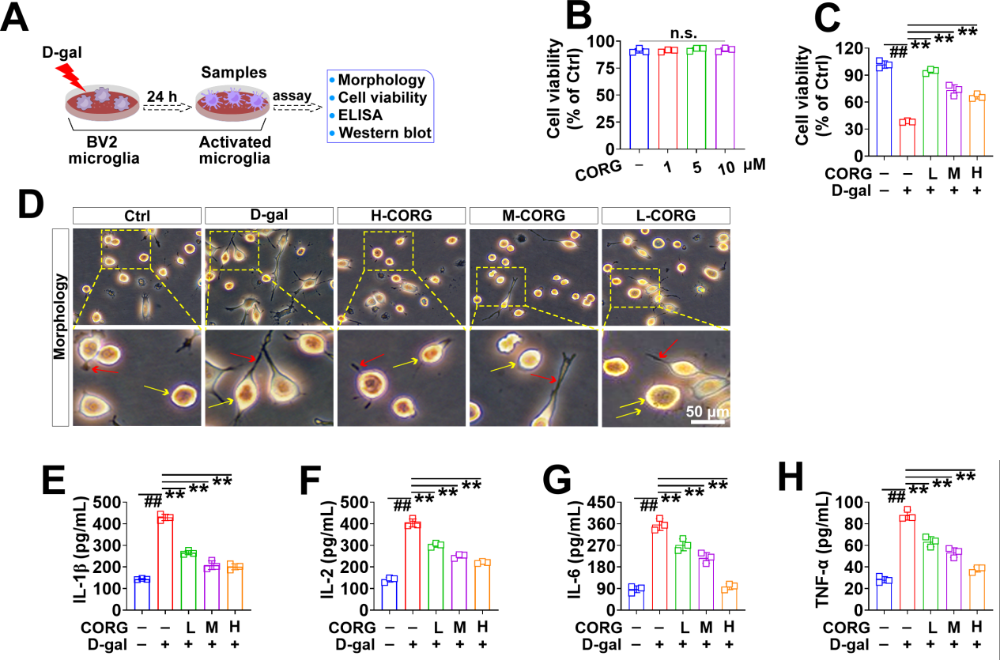 A
D-gal
24 h
Samples
assay
Morphology
Cell viability
ELISA
Western blot
BV2
microglia
Activated
microglia
B
Cell viability
(% of Ctrl)
100
75
50
25
0
n.s.
CORG – 1 5 10 μM
C
Cell viability
(% of Ctrl)
120
90
60
30
0
## ** ** **
CORG – – L M H
D-gal – + + + +
D
Ctrl D-gal H-CORG M-CORG L-CORG
Morphology
50 μm
E
IL-1β (pg/mL)
500
400
300
200
100
0
## ** ** **
CORG – – L M H
D-gal – + + + +
F
IL-2 (pg/mL)
500
400
300
200
100
0
## ** ** **
CORG – – L M H
D-gal – + + + +
G
IL-6 (pg/mL)
450
360
270
180
90
0
## ** ** **
CORG – – L M H
D-gal – + + + +
H
TNF-α (pg/mL)
100
80
60
40
20
0
## ** ** **
CORG – – L M H
D-gal – + + + +